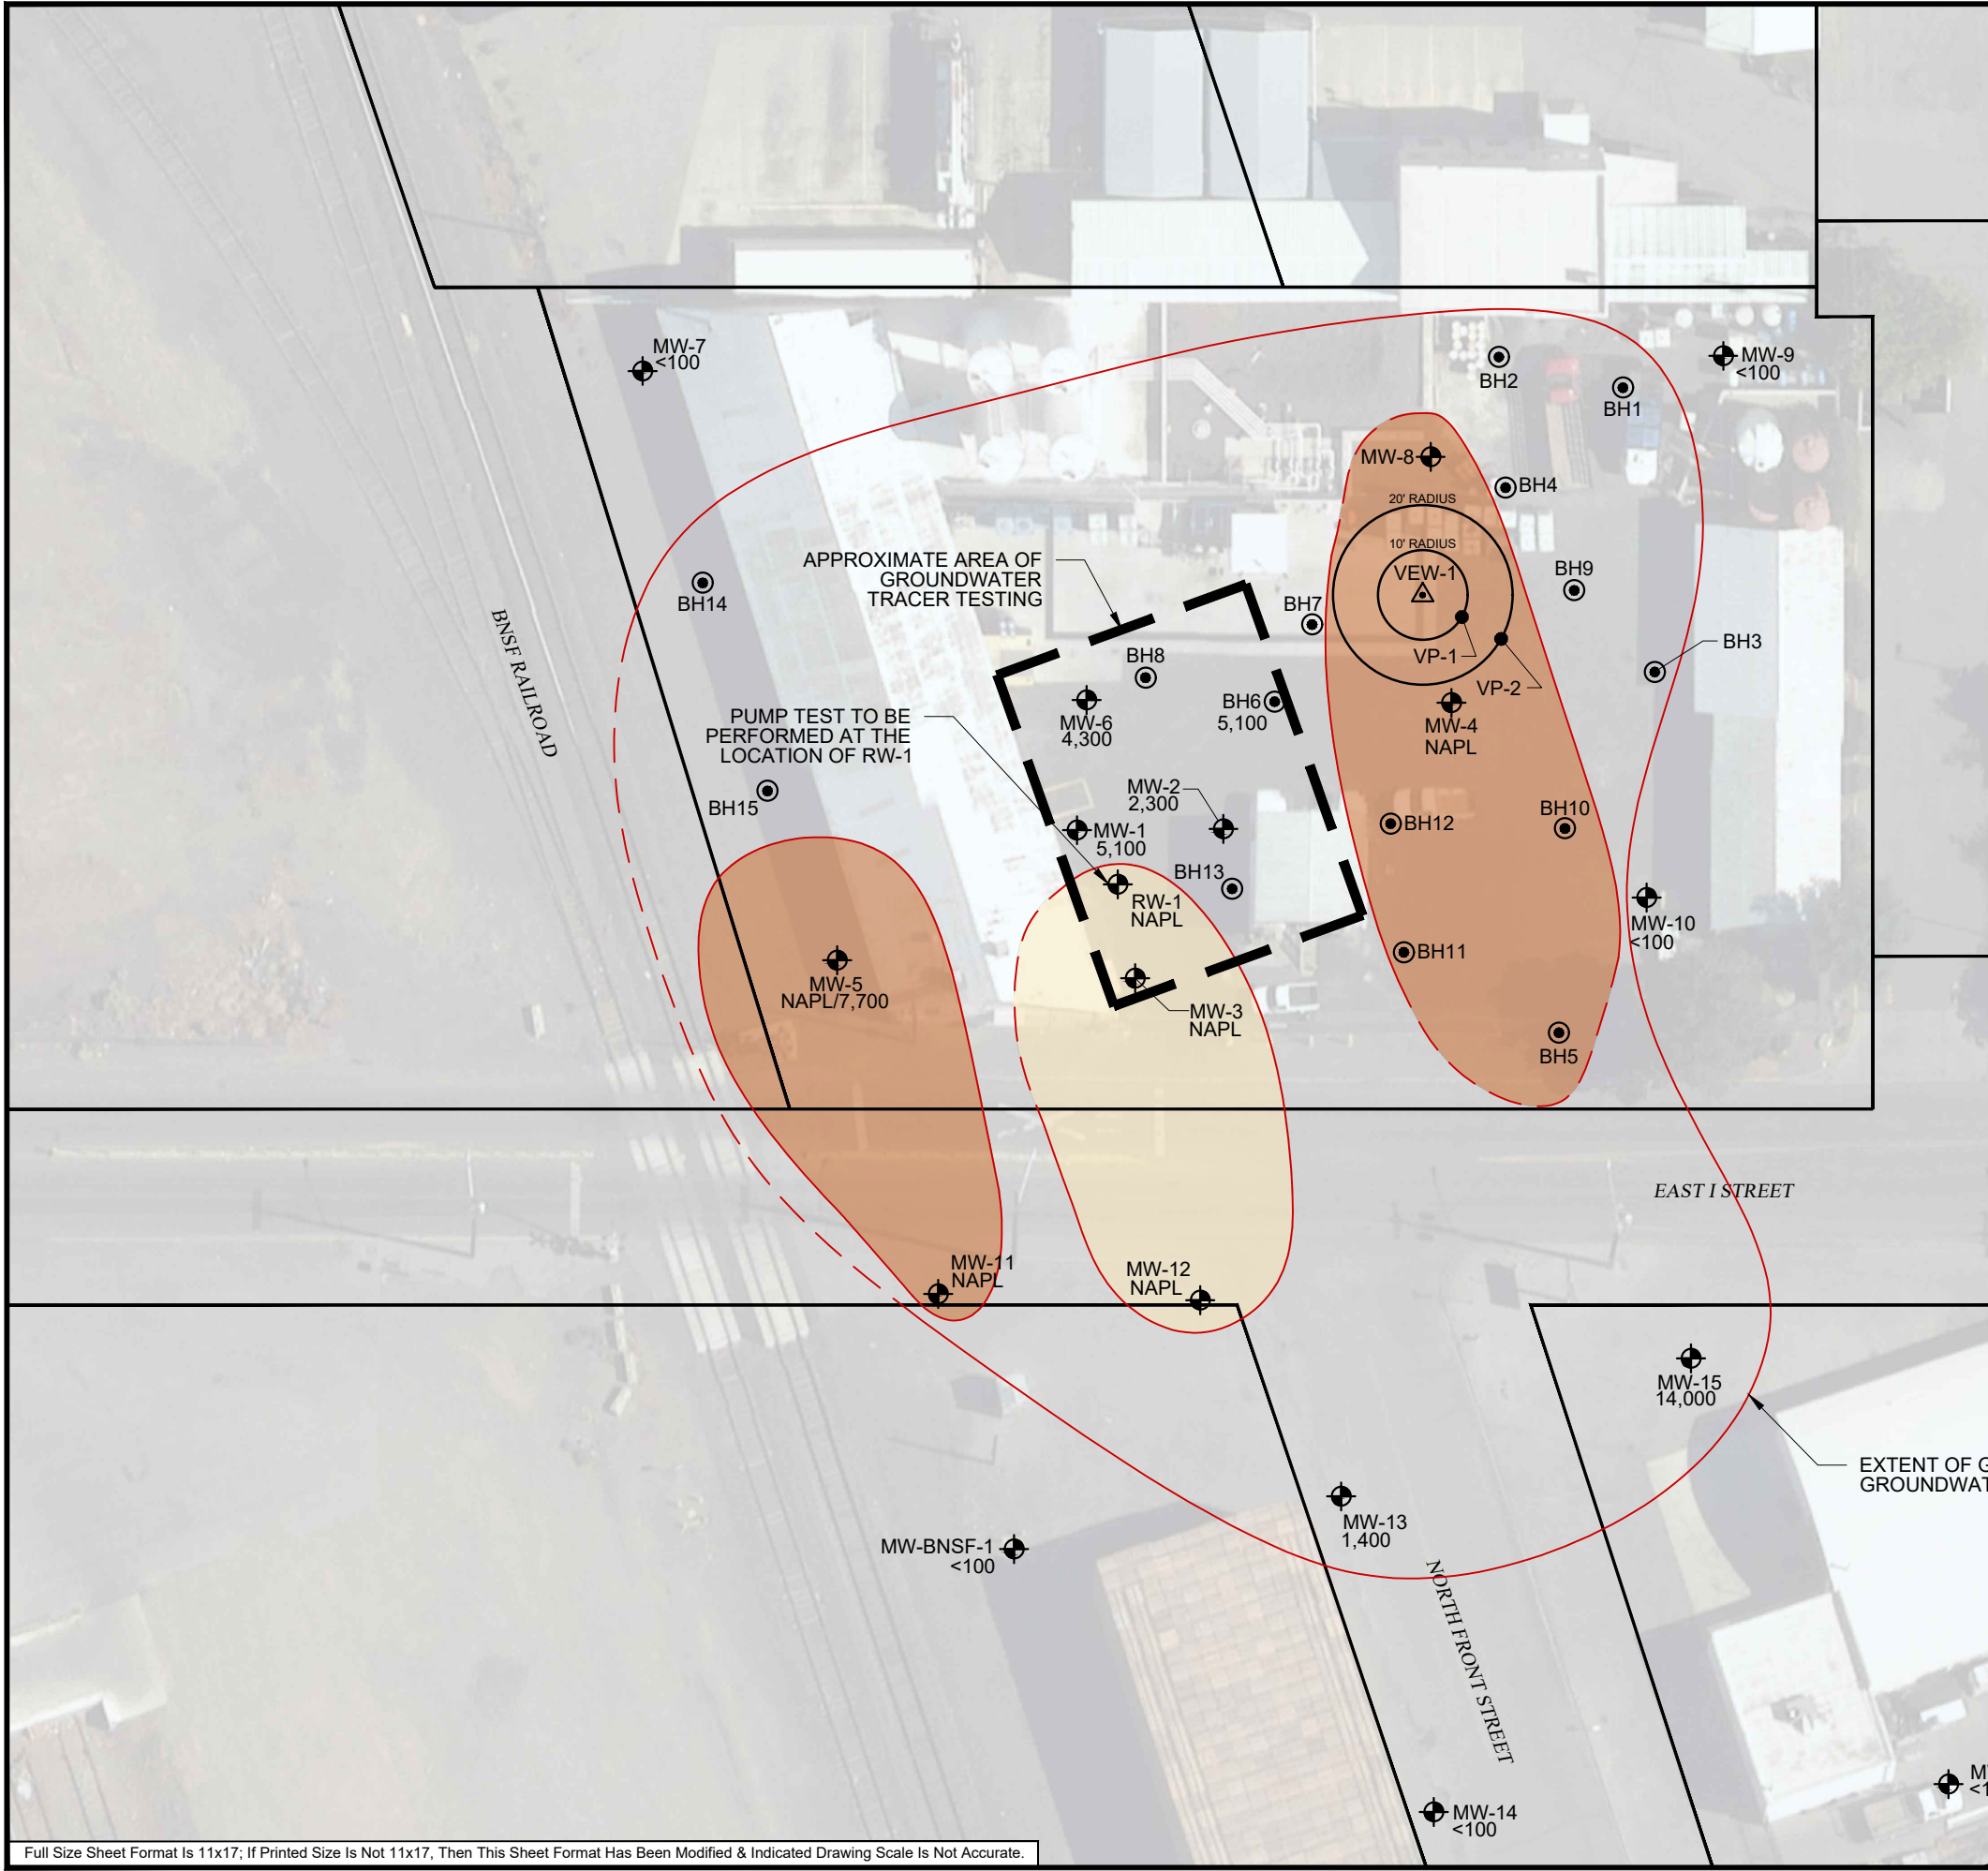 MW-7
<100
MW-9
<100
BH2
BH1
MW-8
BH4
20' RADIUS
10' RADIUS
VEW-1
BH9
APPROXIMATE AREA OF
GROUNDWATER
TRACER TESTING
BH14
BH7
BH3
VP-1
VP-2
BNSF RAILROAD
BH8
BH6
5,100
MW-6
4,300
MW-4
NAPL
PUMP TEST TO BE
PERFORMED AT THE
LOCATION OF RW-1
BH15
MW-2
2,300
MW-1
5,100
BH12
BH10
BH13
RW-1
NAPL
MW-10
<100
BH11
MW-5
NAPL/7,700
MW-3
NAPL
BH5
EAST I STREET
MW-11
NAPL
MW-12
NAPL
MW-15
14,000
EXTENT OF
GROUNDWAT
MW-13
1,400
MW-BNSF-1
<100
NORTH FRONT STREET
MW-14
<100
Full Size Sheet Format Is 11x17; If Printed Size Is Not 11x17, Then This Sheet Format Has Been Modified & Indicated Drawing Scale Is Not Accurate.